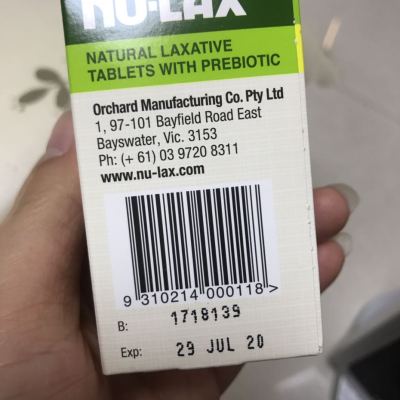 NU-LAX
NATURAL LAXATIVE
TABLETS WITH PREBIOTIC
Orchard Manufacturing Co. Pty Ltd
1, 97-101 Bayfield Road East
Bayswater, Vic. 3153
Ph: (+ 61) 03 9720 8311
www.nu-lax.com
9 310214 000118 >
B: 1718139
Exp: 29 JUL 20